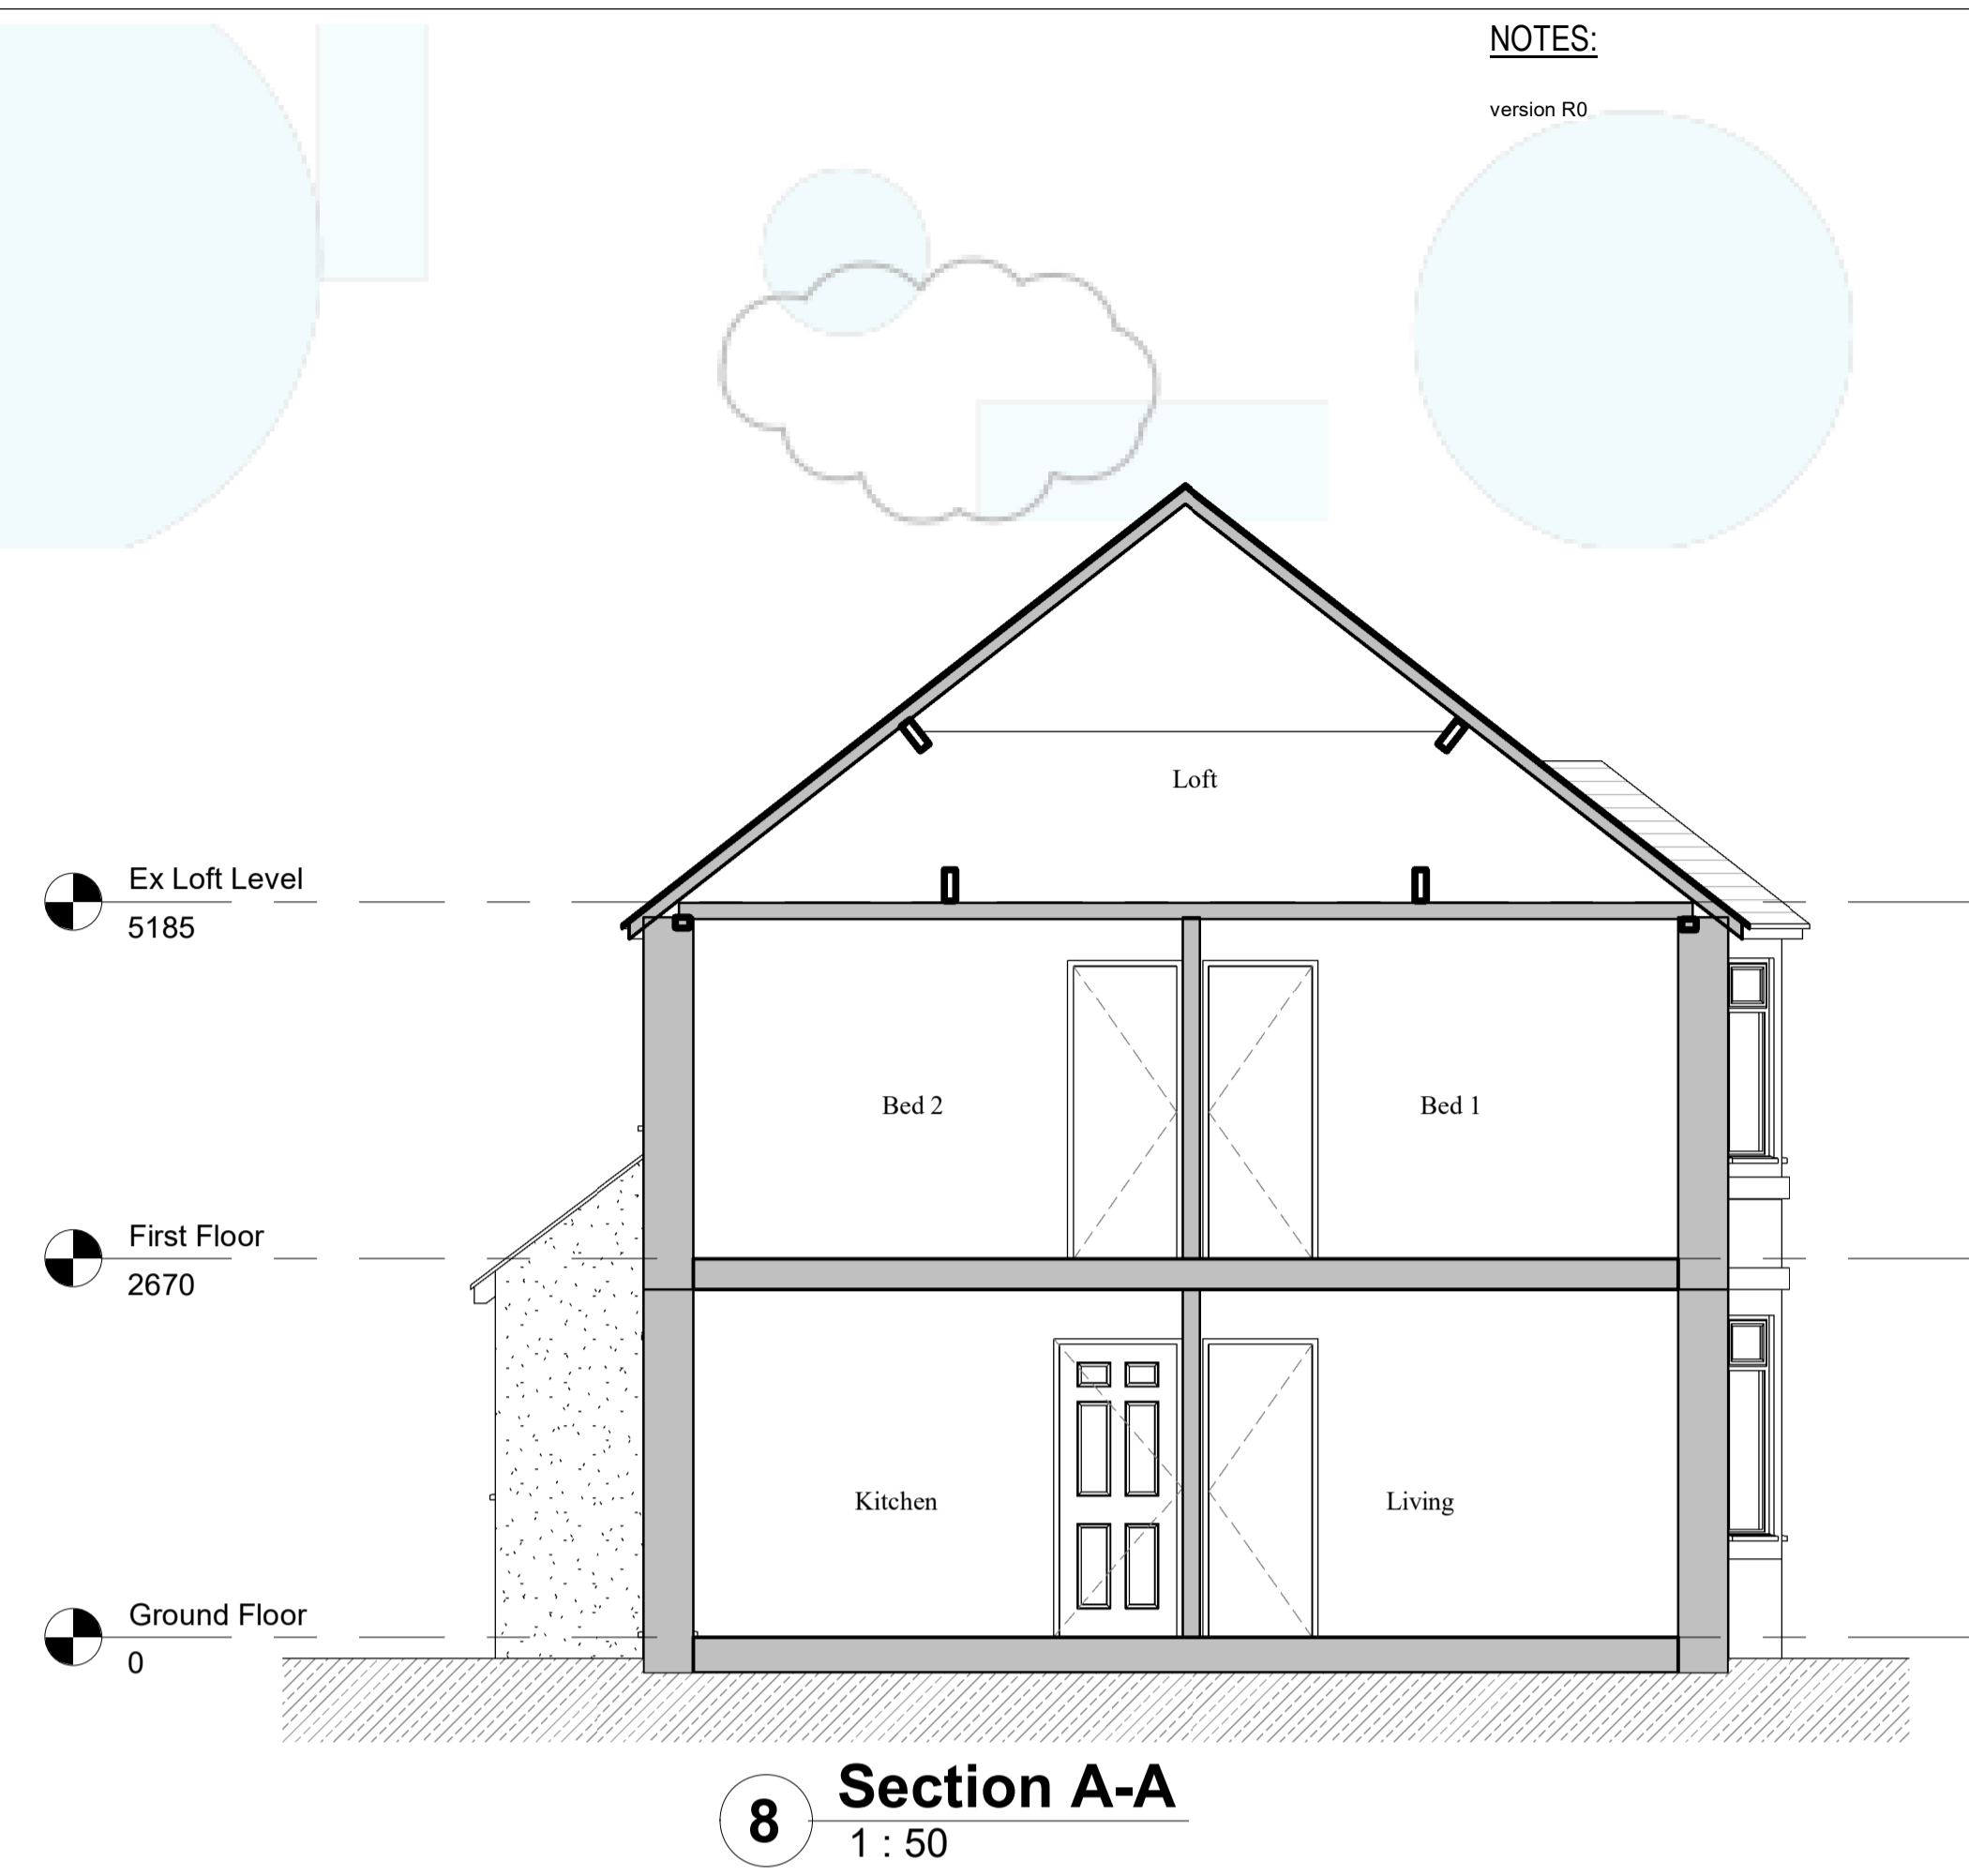 NOTES:
version R0
Loft
Ex Loft Level
5185
Bed 2
Bed 1
First Floor
2670
Kitchen
Living
Ground Floor
0
8
Section A-A
1 : 50